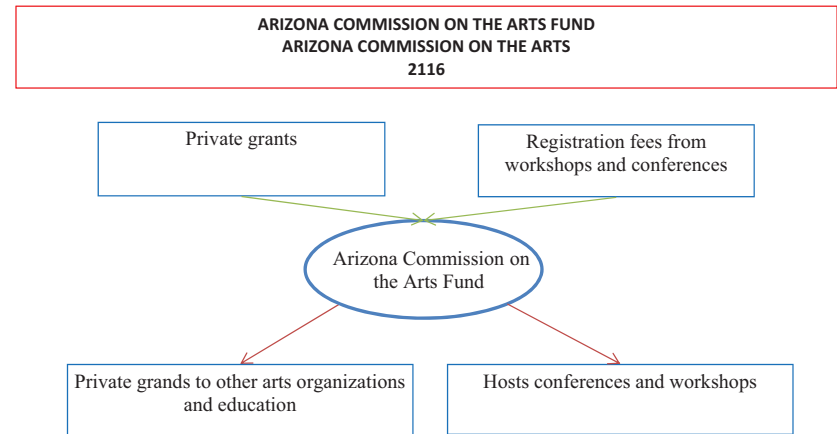 ARIZONA COMMISSION ON THE ARTS FUND
ARIZONA COMMISSION ON THE ARTS
2116
Private grants
Registration fees from
workshops and conferences
Arizona Commission on
the Arts Fund
Private grands to other arts organizations
and education
Hosts conferences and workshops